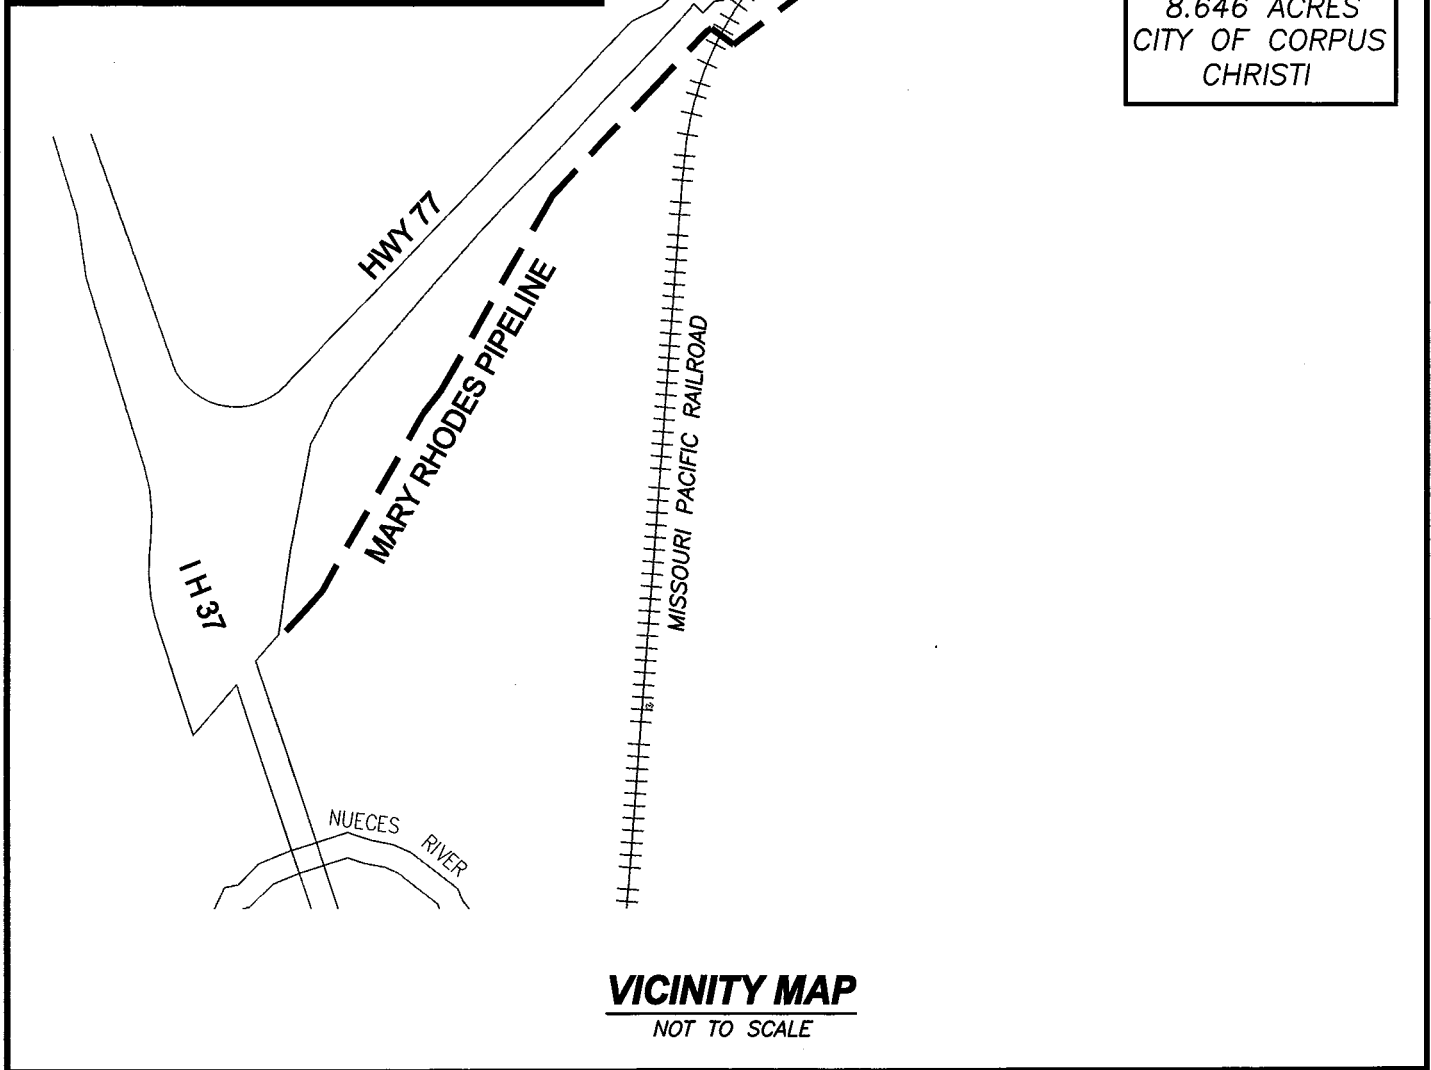 8.646 ACRES
CITY OF CORPUS
CHRISTI
HWY 77
MARY RHODES PIPELINE
MISSOURI PACIFIC RAILROAD
I H 37
NUECES RIVER
VICINITY MAP
NOT TO SCALE